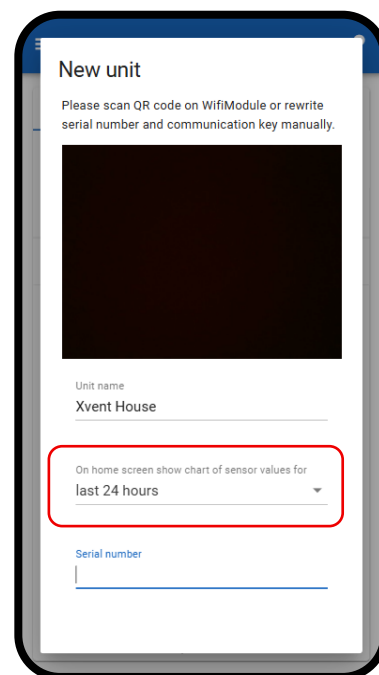 New unit
Please scan QR code on WifiModule or rewrite
serial number and communication key manually.
Unit name
Xvent House
On home screen show chart of sensor values for
last 24 hours
Serial number